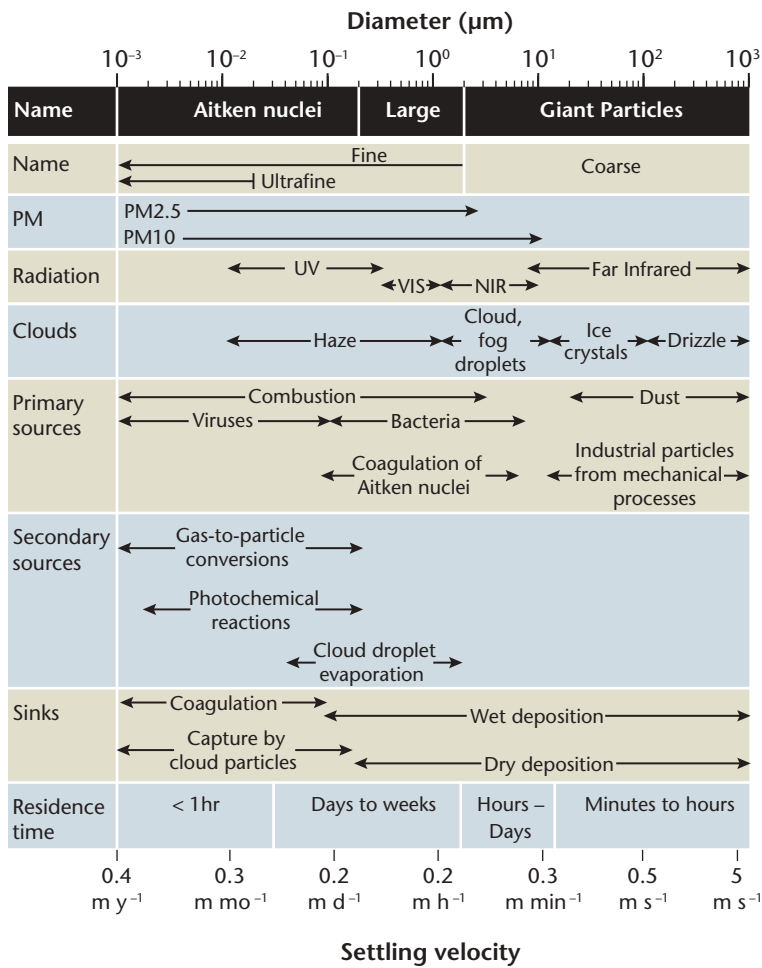 Diameter (µm)
10⁻³ 10⁻² 10⁻¹ 10⁰ 10¹ 10² 10³
Name Aitken nuclei Large Giant Particles
Name Fine Coarse
Ultrafine
PM PM2.5
PM10
Radiation UV Far Infrared
VIS NIR
Clouds Haze Cloud,
fog
droplets Ice
crystals Drizzle
Primary
sources Combustion Dust
Viruses Bacteria
Coagulation of
Aitken nuclei Industrial particles
from mechanical
processes
Secondary
sources Gas-to-particle
conversions
Photochemical
reactions
Cloud droplet
evaporation
Sinks Coagulation Wet deposition
Capture by
cloud particles Dry deposition
Residence
time < 1hr Days to weeks Hours –
Days Minutes to hours
0.4 0.3 0.2 0.2 0.3 0.5 5
m y⁻¹ m mo⁻¹ m d⁻¹ m h⁻¹ m min⁻¹ m s⁻¹ m s⁻¹
Settling velocity